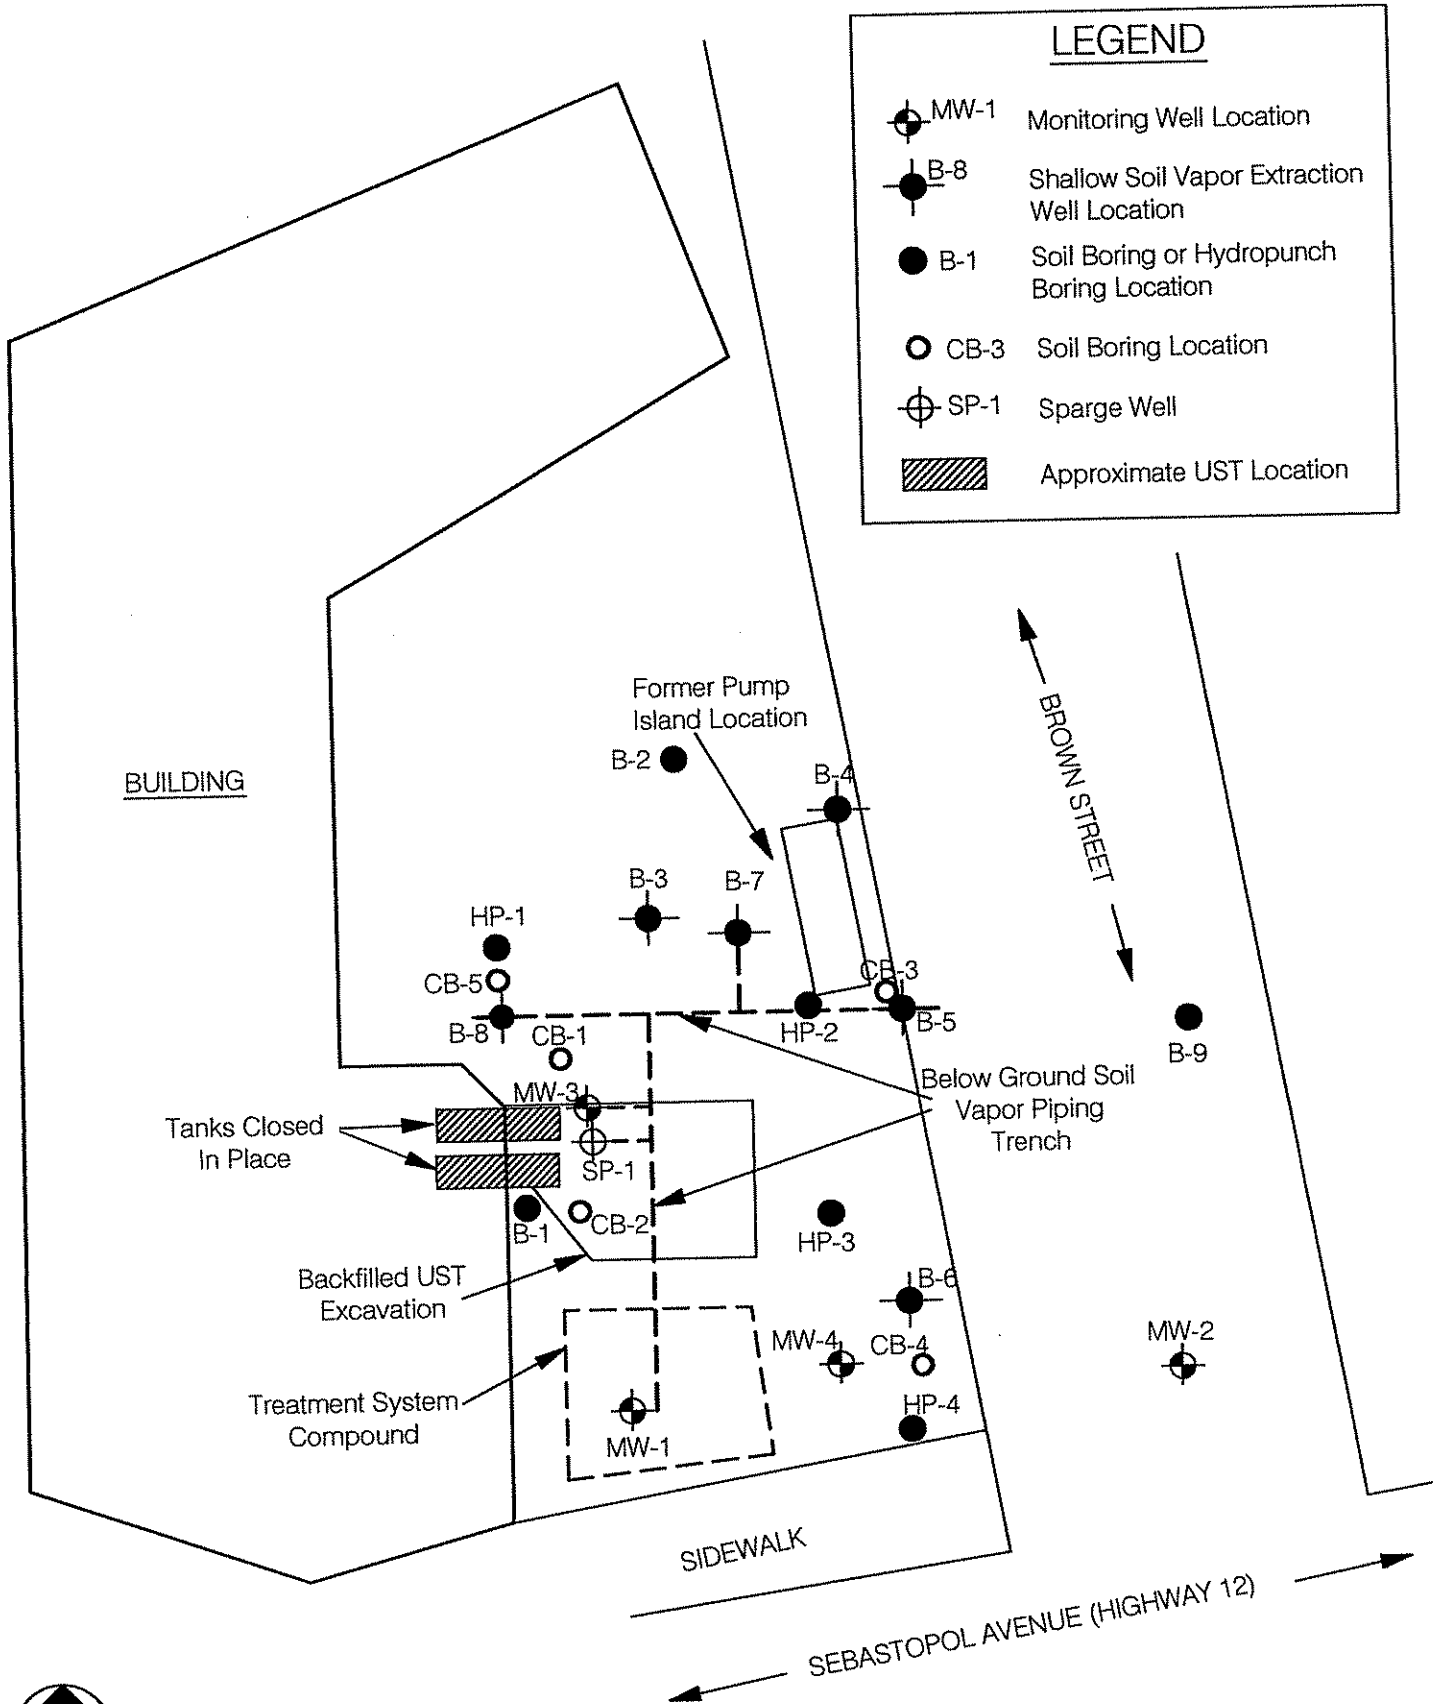 LEGEND
MW-1 Monitoring Well Location
B-8 Shallow Soil Vapor Extraction
Well Location
B-1 Soil Boring or Hydropunch
Boring Location
CB-3 Soil Boring Location
SP-1 Sparge Well
Approximate UST Location
Former Pump
Island Location
B-2
BUILDING
B-4
BROWN STREET
B-3
B-7
HP-1
CB-5
CB-3
B-8
CB-1
HP-2
B-5
B-9
MW-3
Below Ground Soil
Vapor Piping
Trench
Tanks Closed
In Place
SP-1
B-1
CB-2
HP-3
Backfilled UST
Excavation
B-6
MW-4
CB-4
MW-2
Treatment System
Compound
HP-4
MW-1
SIDEWALK
SEBASTOPOL AVENUE (HIGHWAY 12)